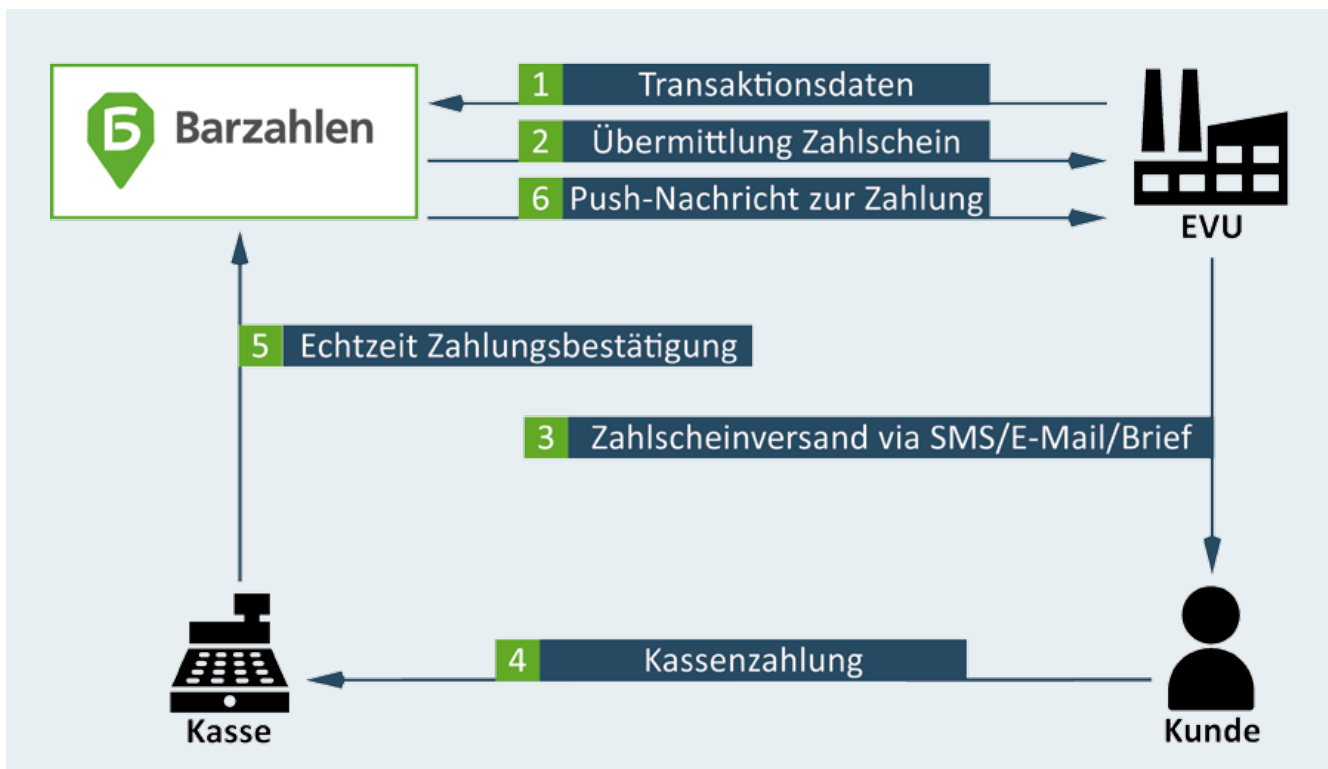 Barzahlen
1 Transaktionsdaten
2 Übermittlung Zahlschein
6 Push-Nachricht zur Zahlung
EVU
5 Echtzeit Zahlungsbestätigung
3 Zahlscheinversand via SMS/E-Mail/Brief
4 Kassenzahlung
Kasse
Kunde